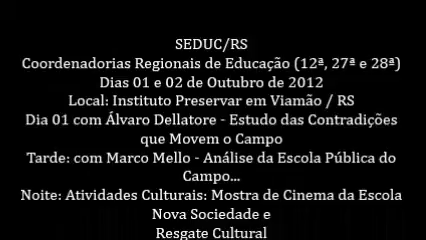 SEDUC/RS
Coordenadorias Regionais de Educação (12ª, 27ª e 28ª)
Dias 01 e 02 de Outubro de 2012
Local: Instituto Preservar em Viamão / RS
Dia 01 com Álvaro Dellatore - Estudo das Contradições
que Movem o Campo
Tarde: com Marco Mello - Análise da Escola Pública do
Campo...
Noite: Atividades Culturais: Mostra de Cinema da Escola
Nova Sociedade e
Resgate Cultural